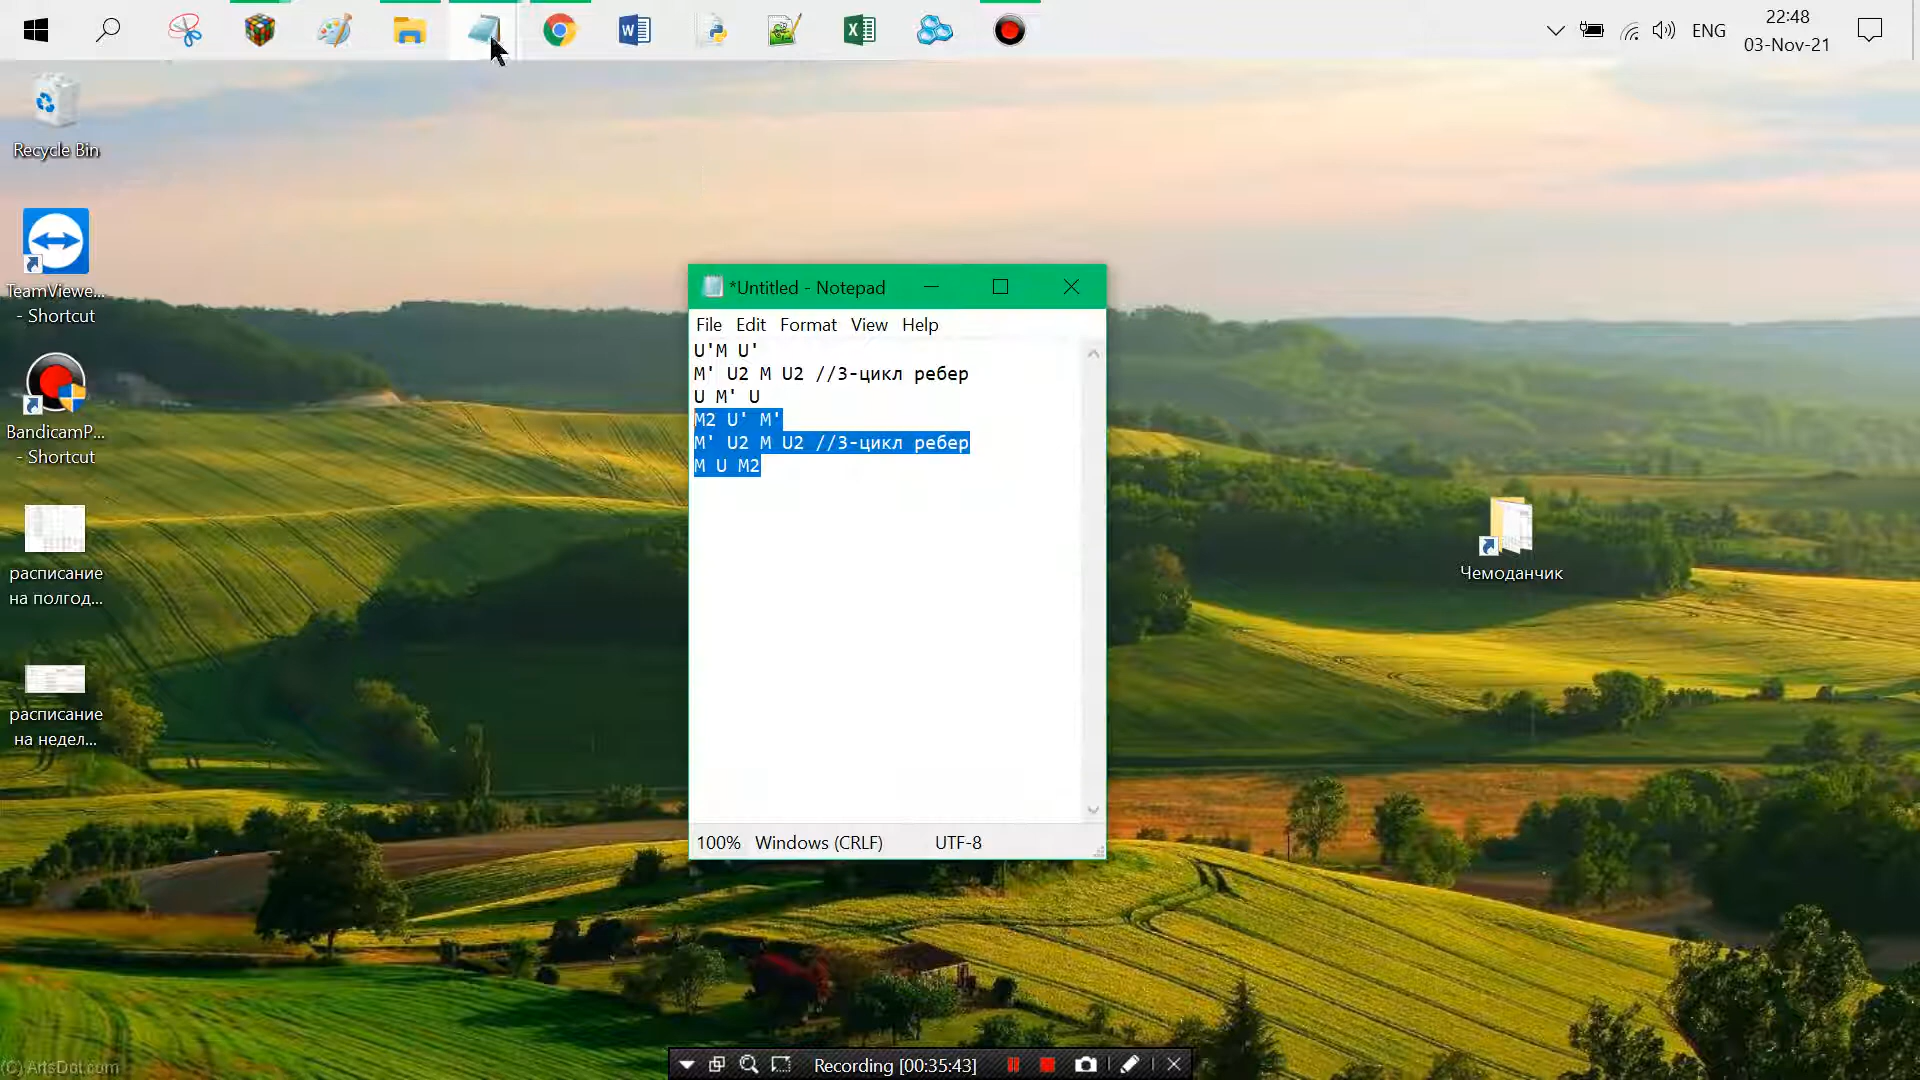 ENG
22:48
03-Nov-21
Recycle Bin
TeamViewe...
- Shortcut
BandicamP...
- Shortcut
расписание
на полгод...
расписание
на недел...
Чемоданчик
*Untitled - Notepad
File Edit Format View Help
U'M U'
M' U2 M U2 //3-цикл ребер
U M' U
M2 U' M'
M' U2 M U2 //3-цикл ребер
M U M2
100% Windows (CRLF) UTF-8
(C) ArtsDot.com
Recording [00:35:43]